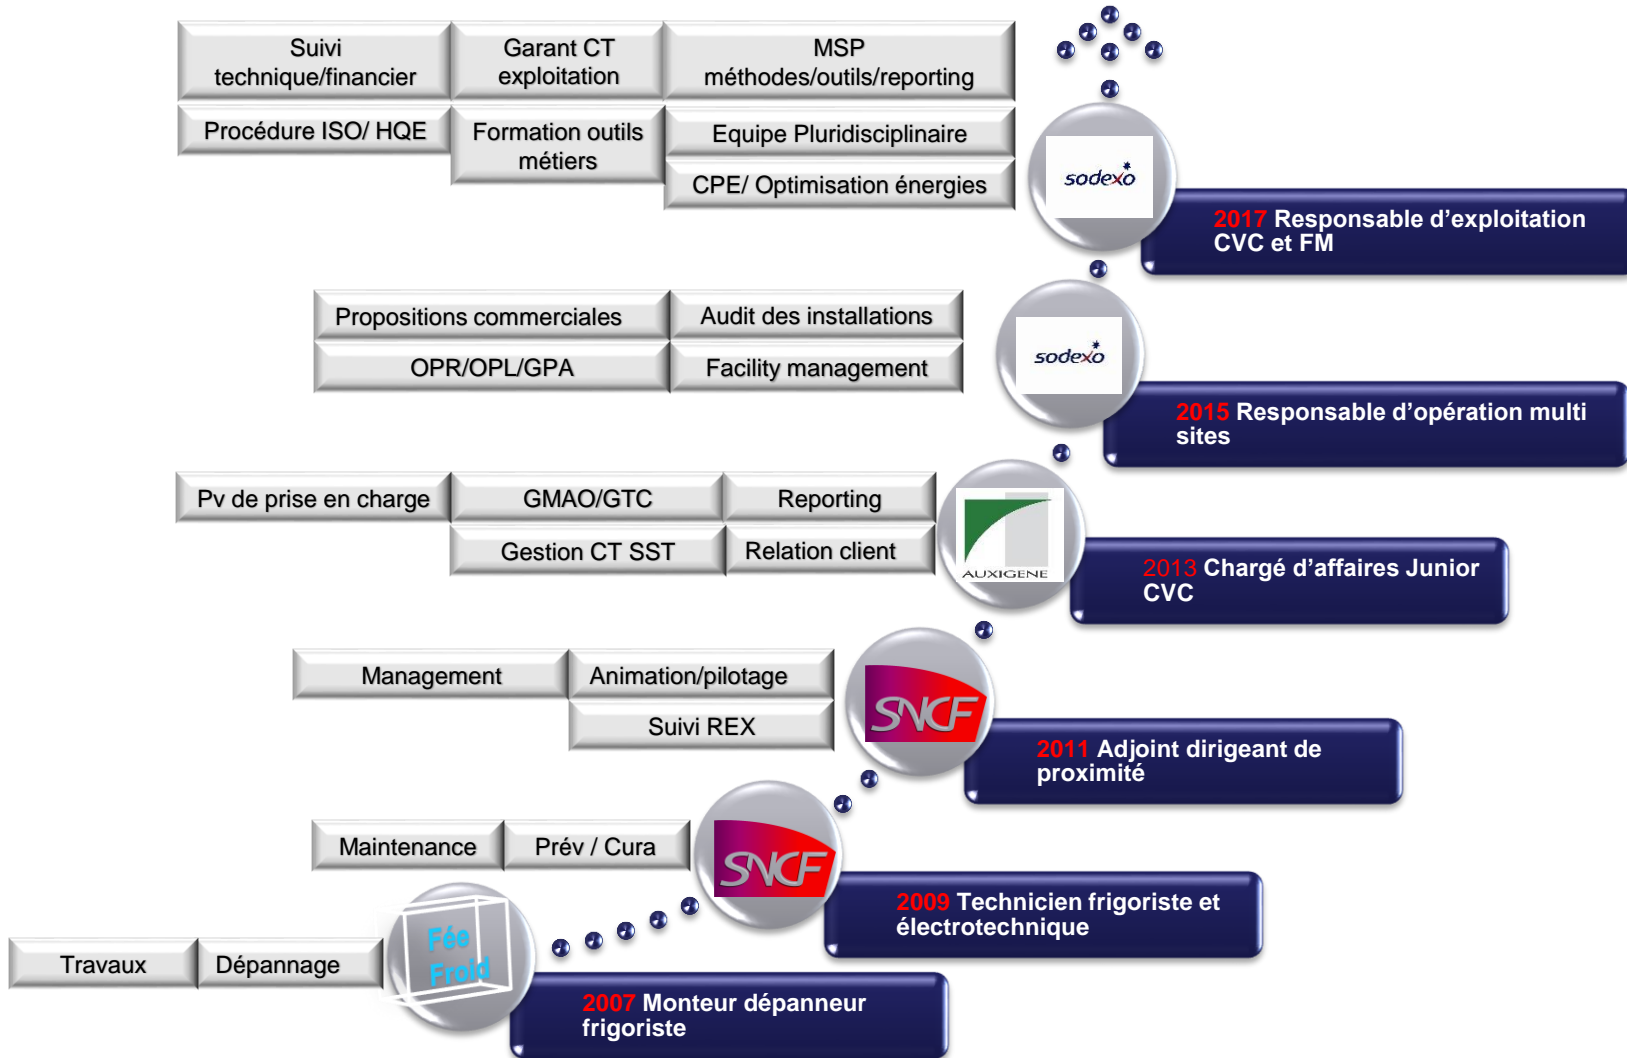 Suivi
technique/financier
Garant CT
exploitation
MSP
méthodes/outils/reporting
Procédure ISO/ HQE
Formation outils
métiers
Equipe Pluridisciplinaire
CPE/ Optimisation énergies
sodexo
2017 Responsable d’exploitation
CVC et FM
Propositions commerciales
Audit des installations
OPR/OPL/GPA
Facility management
sodexo
2015 Responsable d’opération multi
sites
Pv de prise en charge
GMAO/GTC
Reporting
Gestion CT SST
Relation client
AUXIGENE
2013 Chargé d’affaires Junior
CVC
Management
Animation/pilotage
Suivi REX
SNCF
2011 Adjoint dirigeant de
proximité
Maintenance
Prév / Cura
SNCF
2009 Technicien frigoriste et
électrotechnique
Travaux
Dépannage
Fée
Froid
2007 Monteur dépanneur
frigoriste